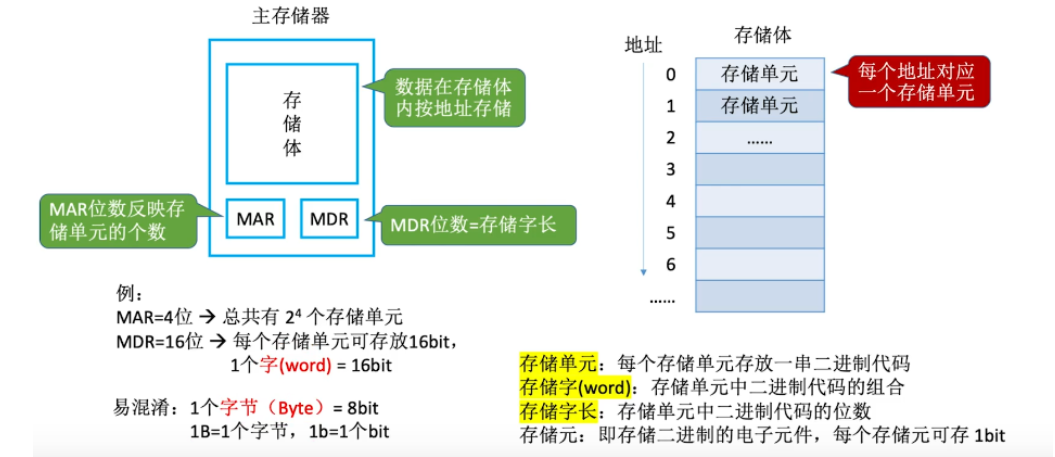 主存储器
存
储
体
数据在存储体
内按地址存储
MAR位数反映存
储单元的个数
MAR
MDR
MDR位数=存储字长
例：
MAR=4位 → 总共有 2⁴ 个存储单元
MDR=16位 → 每个存储单元可存放16bit，
1个字(word) = 16bit
易混淆：1个字节（Byte）= 8bit
1B=1个字节，1b=1个bit
地址
存储体
0
存储单元
1
存储单元
2
……
3
4
5
6
……
每个地址对应
一个存储单元
存储单元：每个存储单元存放一串二进制代码
存储字(word)：存储单元中二进制代码的组合
存储字长：存储单元中二进制代码的位数
存储元：即存储二进制的电子元件，每个存储元可存 1bit